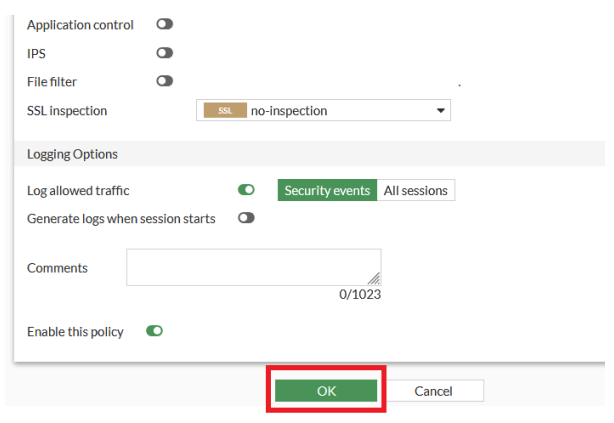 Application control
IPS
File filter
.
SSL inspection SSL no-inspection
Logging Options
Log allowed traffic Security events All sessions
Generate logs when session starts
Comments
0/1023
Enable this policy
OK Cancel